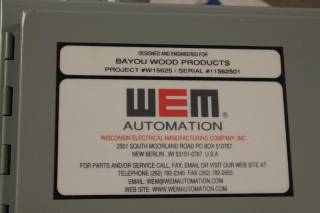 DESIGNED AND ENGINEERED FOR
BAYOU WOOD PRODUCTS
PROJECT #W15625 / SERIAL #11562501
WEM®
AUTOMATION
WISCONSIN ELECTRICAL MANUFACTURING COMPANY, INC.
2501 SOUTH MOORLAND ROAD PO BOX 510767
NEW BERLIN, WI 53151-0767 U.S.A
FOR PARTS AND/OR SERVICE CALL, FAX, EMAIL OR VISIT OUR WEB SITE AT:
TELEPHONE (262) 782-2340 FAX (262) 782-2653
EMAIL: WEM@WEMAUTOMATION.COM
WEB SITE: WWW.WEMAUTOMATION.COM